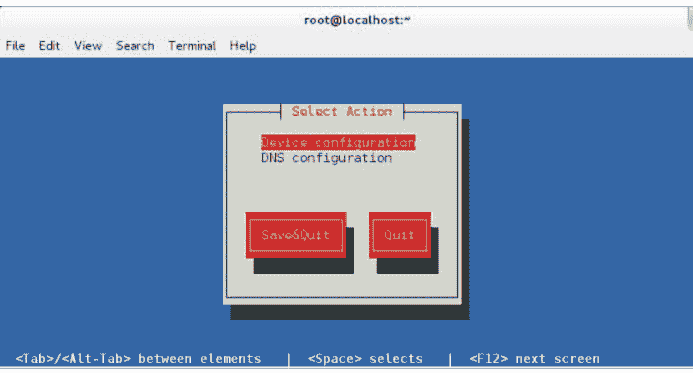 root@localhost:~
File Edit View Search Terminal Help
Select Action
Device configuration
DNS configuration
Save&Quit Quit
<Tab>/<Alt-Tab> between elements | <Space> selects | <F12> next screen